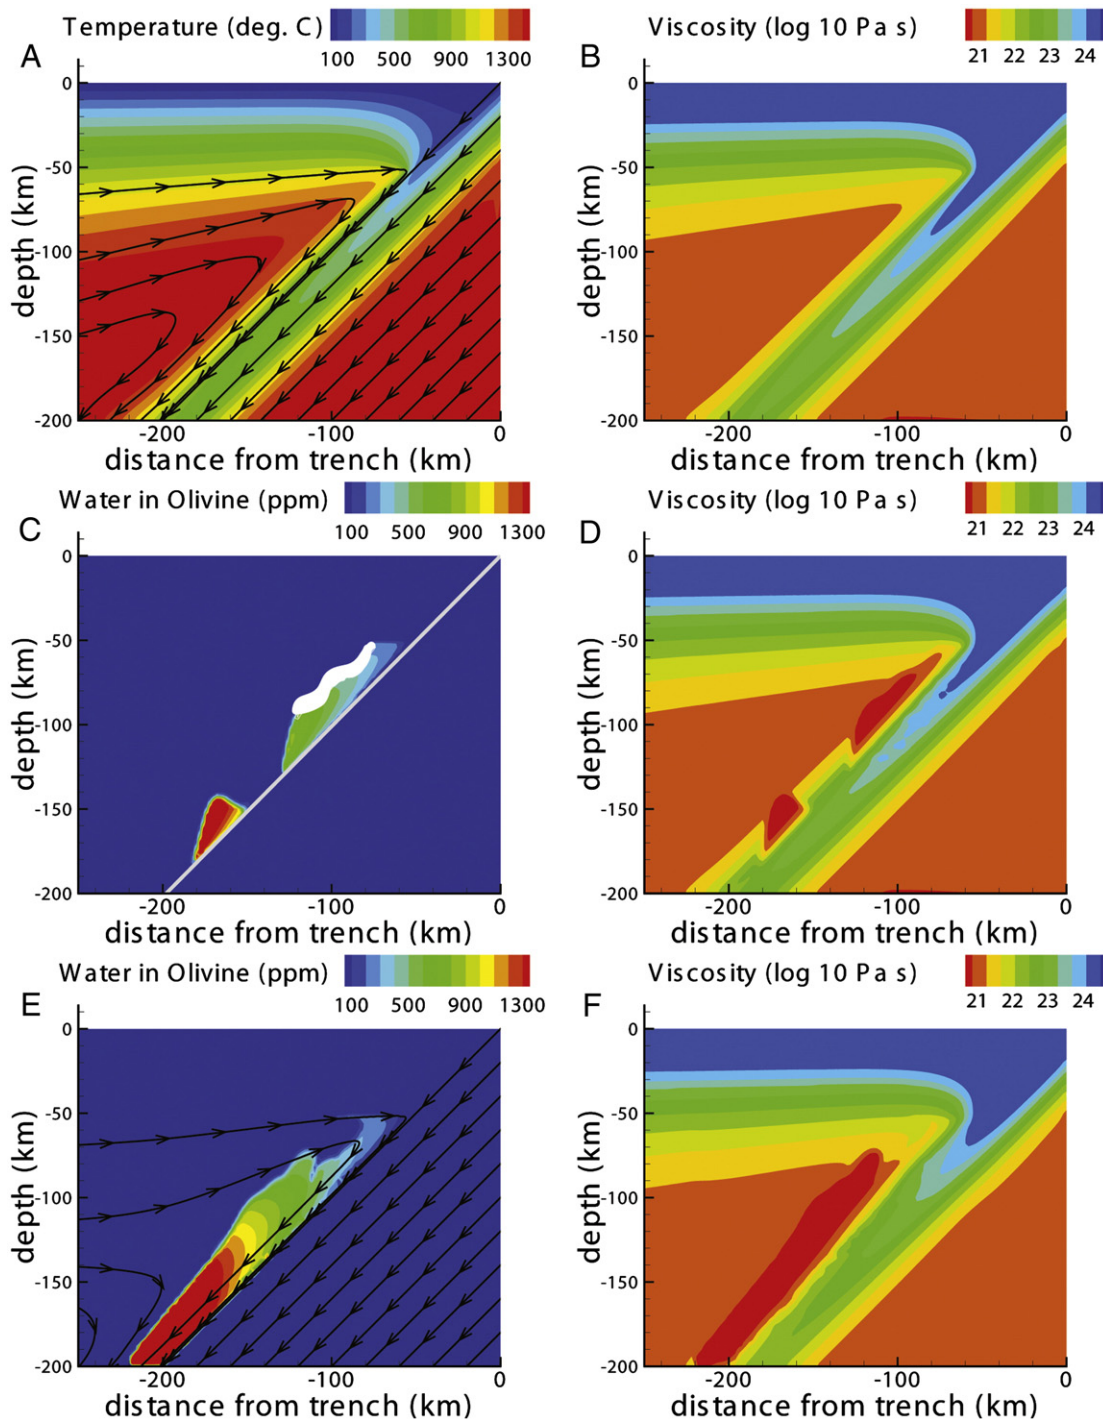 Temperature (deg. C)
100 500 900 1300
A
0
-50
-100
-150
-200
depth (km)
-200 -100 0
distance from trench (km)
Viscosity (log 10 Pa s)
21 22 23 24
B
0
-50
-100
-150
-200
depth (km)
-200 -100 0
distance from trench (km)
Water in Olivine (ppm)
100 500 900 1300
C
0
-50
-100
-150
-200
depth (km)
-200 -100 0
distance from trench (km)
Viscosity (log 10 Pa s)
21 22 23 24
D
0
-50
-100
-150
-200
depth (km)
-200 -100 0
distance from trench (km)
Water in Olivine (ppm)
100 500 900 1300
E
0
-50
-100
-150
-200
depth (km)
-200 -100 0
distance from trench (km)
Viscosity (log 10 Pa s)
21 22 23 24
F
0
-50
-100
-150
-200
depth (km)
-200 -100 0
distance from trench (km)